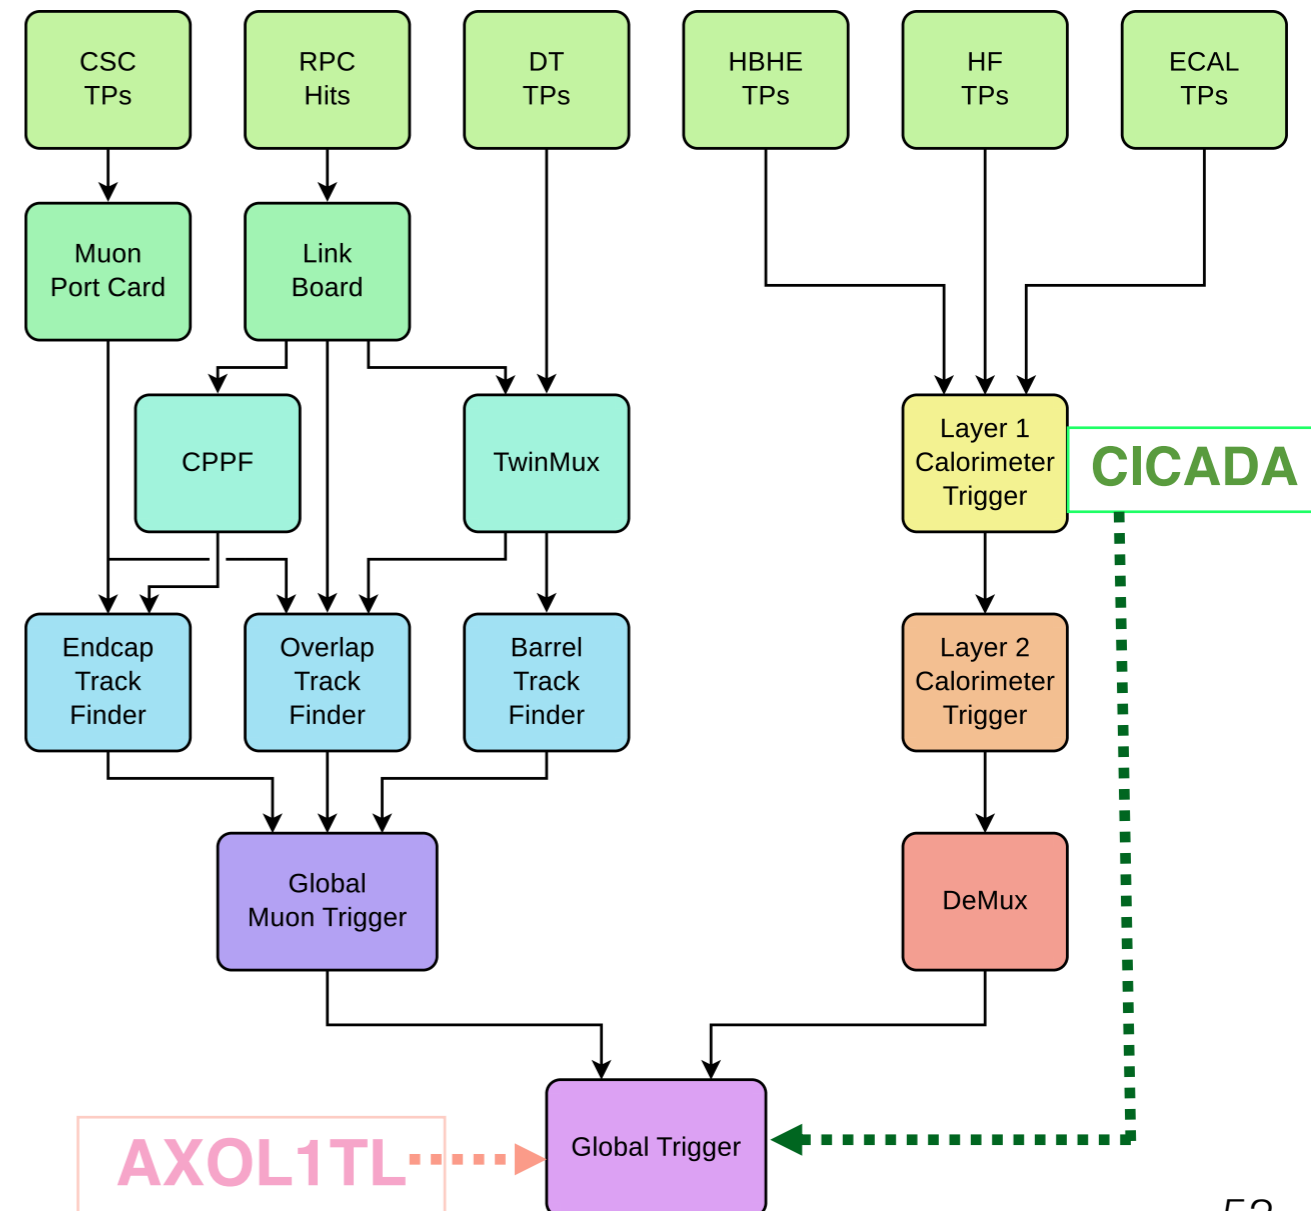 CSC
TPs
RPC
Hits
DT
TPs
HBHE
TPs
HF
TPs
ECAL
TPs
Muon
Port Card
Link
Board
CPPF
TwinMux
Layer 1
Calorimeter
Trigger
CICADA
Endcap
Track
Finder
Overlap
Track
Finder
Barrel
Track
Finder
Layer 2
Calorimeter
Trigger
Global
Muon Trigger
DeMux
AXOL1TL
Global Trigger